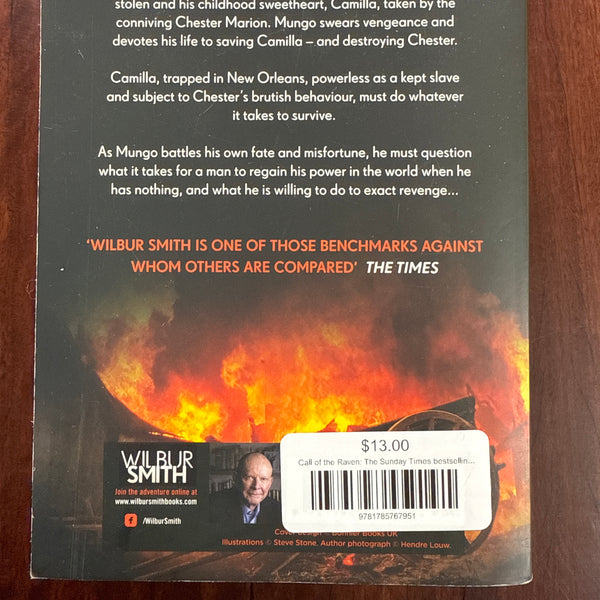 stolen and his childhood sweetheart, Camilla, taken by the
conniving Chester Marion. Mungo swears vengeance and
devotes his life to saving Camilla – and destroying Chester.
Camilla, trapped in New Orleans, powerless as a kept slave
and subject to Chester's brutish behaviour, must do whatever
it takes to survive.
As Mungo battles his own fate and misfortune, he must question
what it takes for a man to regain his power in the world when he
has nothing, and what he is willing to do to exact revenge...
'WILBUR SMITH IS ONE OF THOSE BENCHMARKS AGAINST
WHOM OTHERS ARE COMPARED' THE TIMES
WILBUR
SMITH
Join the adventure online at
www.wilbursmithbooks.com
f /WilburSmith
$13.00
Call of the Raven: The Sunday Times bestsellin...
9781785767951
Cover design © Bonnier Books UK
Illustrations © Steve Stone, Author photograph © Hendre Louw.